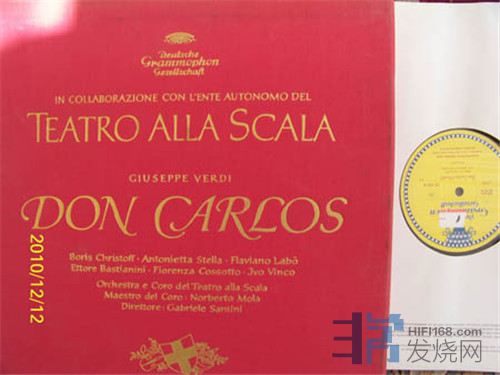 Deutsche
Grammophon
Gesellschaft
IN COLLABORAZIONE CON L'ENTE AUTONOMO DEL
TEATRO ALLA SCALA
GIUSEPPE VERDI
DON CARLOS
Boris Christoff · Antonietta Stella · Flaviano Labò
Ettore Bastianini · Fiorenza Cossotto · Ivo Vinco
Orchestra e Coro del Teatro alla Scala
Maestro del Coro · Norberto Mola
Direttore: Gabriele Santini
2010/12/12
HIFI168.com
发烧网